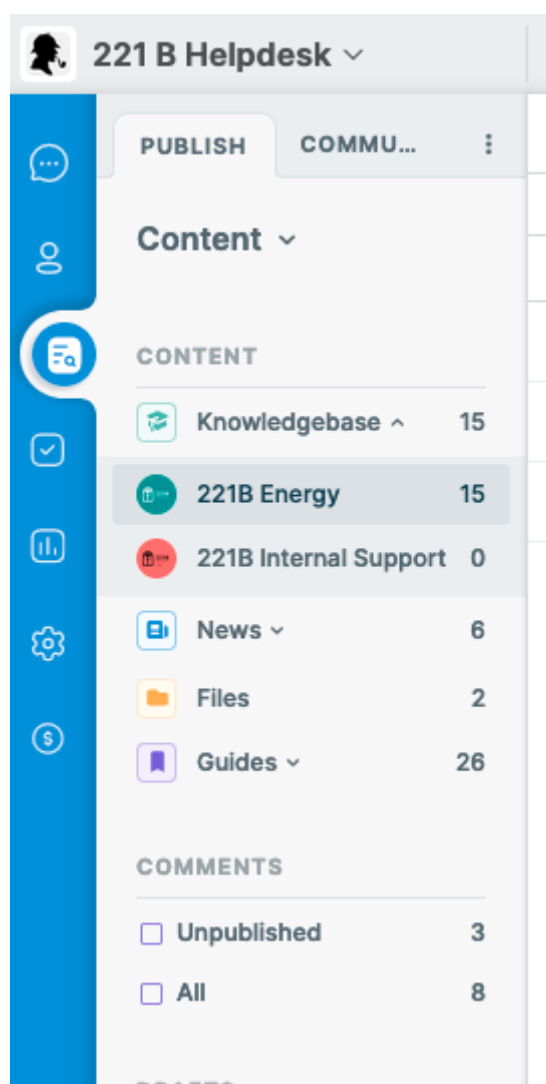 221 B Helpdesk
PUBLISH COMMU...
Content
CONTENT
Knowledgebase 15
221B Energy 15
221B Internal Support 0
News 6
Files 2
Guides 26
COMMENTS
Unpublished 3
All 8